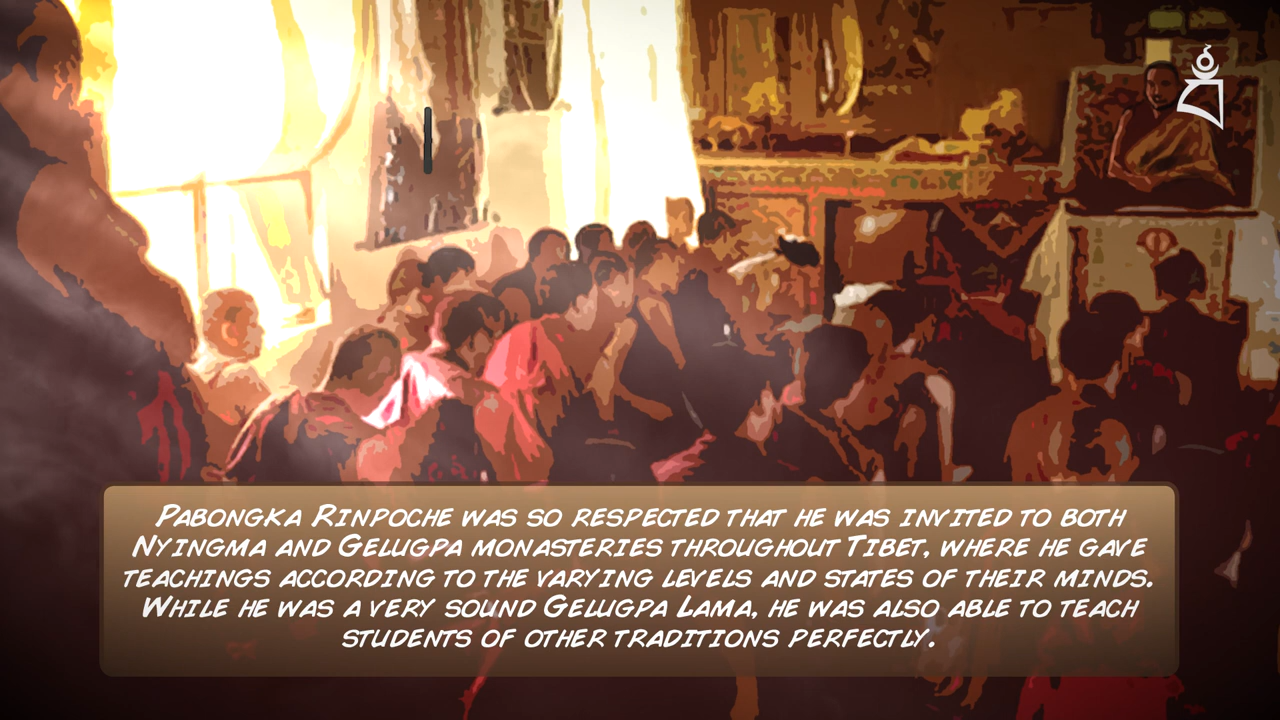 Pabongka Rinpoche was so respected that he was invited to both
Nyingma and Gelugpa monasteries throughout Tibet, where he gave
teachings according to the varying levels and states of their minds.
While he was a very sound Gelugpa Lama, he was also able to teach
students of other traditions perfectly.